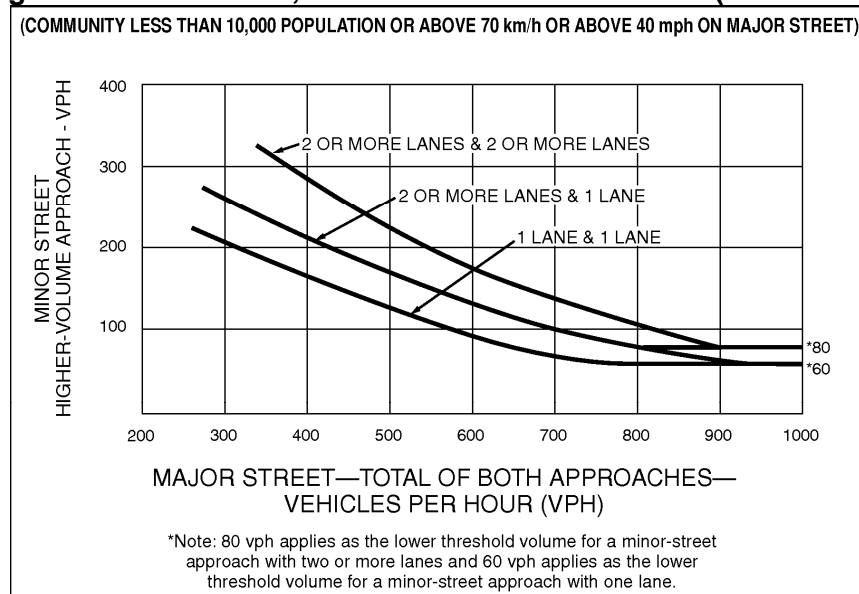 (COMMUNITY LESS THAN 10,000 POPULATION OR ABOVE 70 km/h OR ABOVE 40 mph ON MAJOR STREET)
MINOR STREET
HIGHER-VOLUME APPROACH - VPH
400
300
200
100
2 OR MORE LANES & 2 OR MORE LANES
2 OR MORE LANES & 1 LANE
1 LANE & 1 LANE
*80
*60
200 300 400 500 600 700 800 900 1000
MAJOR STREET—TOTAL OF BOTH APPROACHES—
VEHICLES PER HOUR (VPH)
*Note: 80 vph applies as the lower threshold volume for a minor-street
approach with two or more lanes and 60 vph applies as the lower
threshold volume for a minor-street approach with one lane.